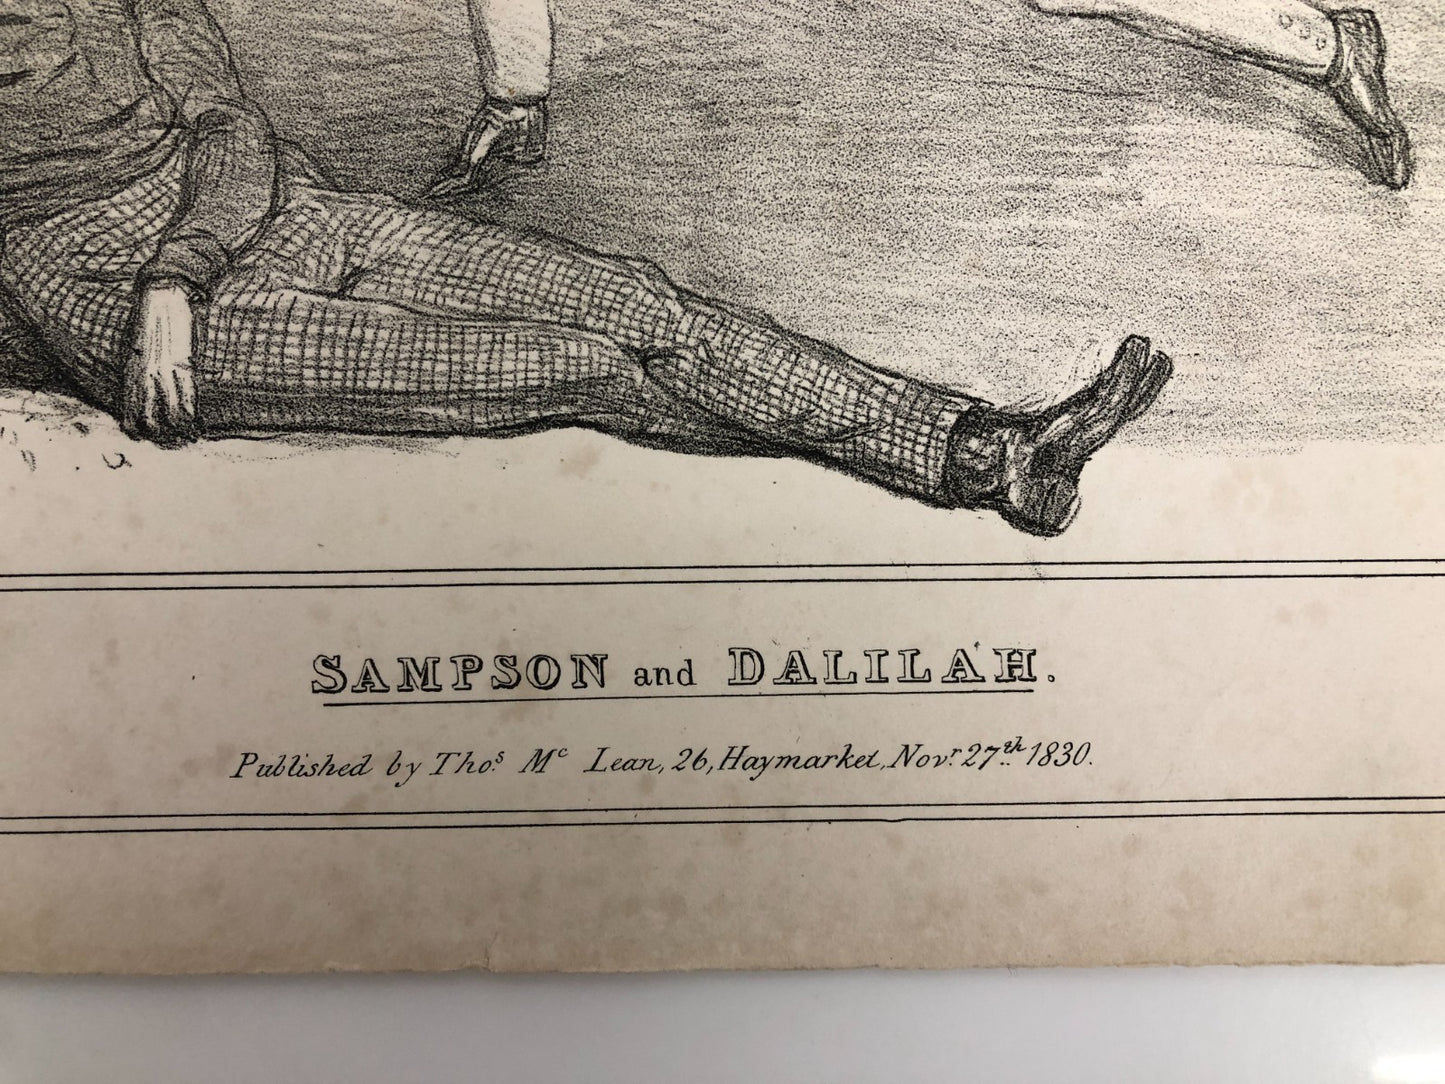 SAMPSON and DALILAH.
Published by Thos. Mc Lean, 26, Haymarket, Novr. 27th. 1830.